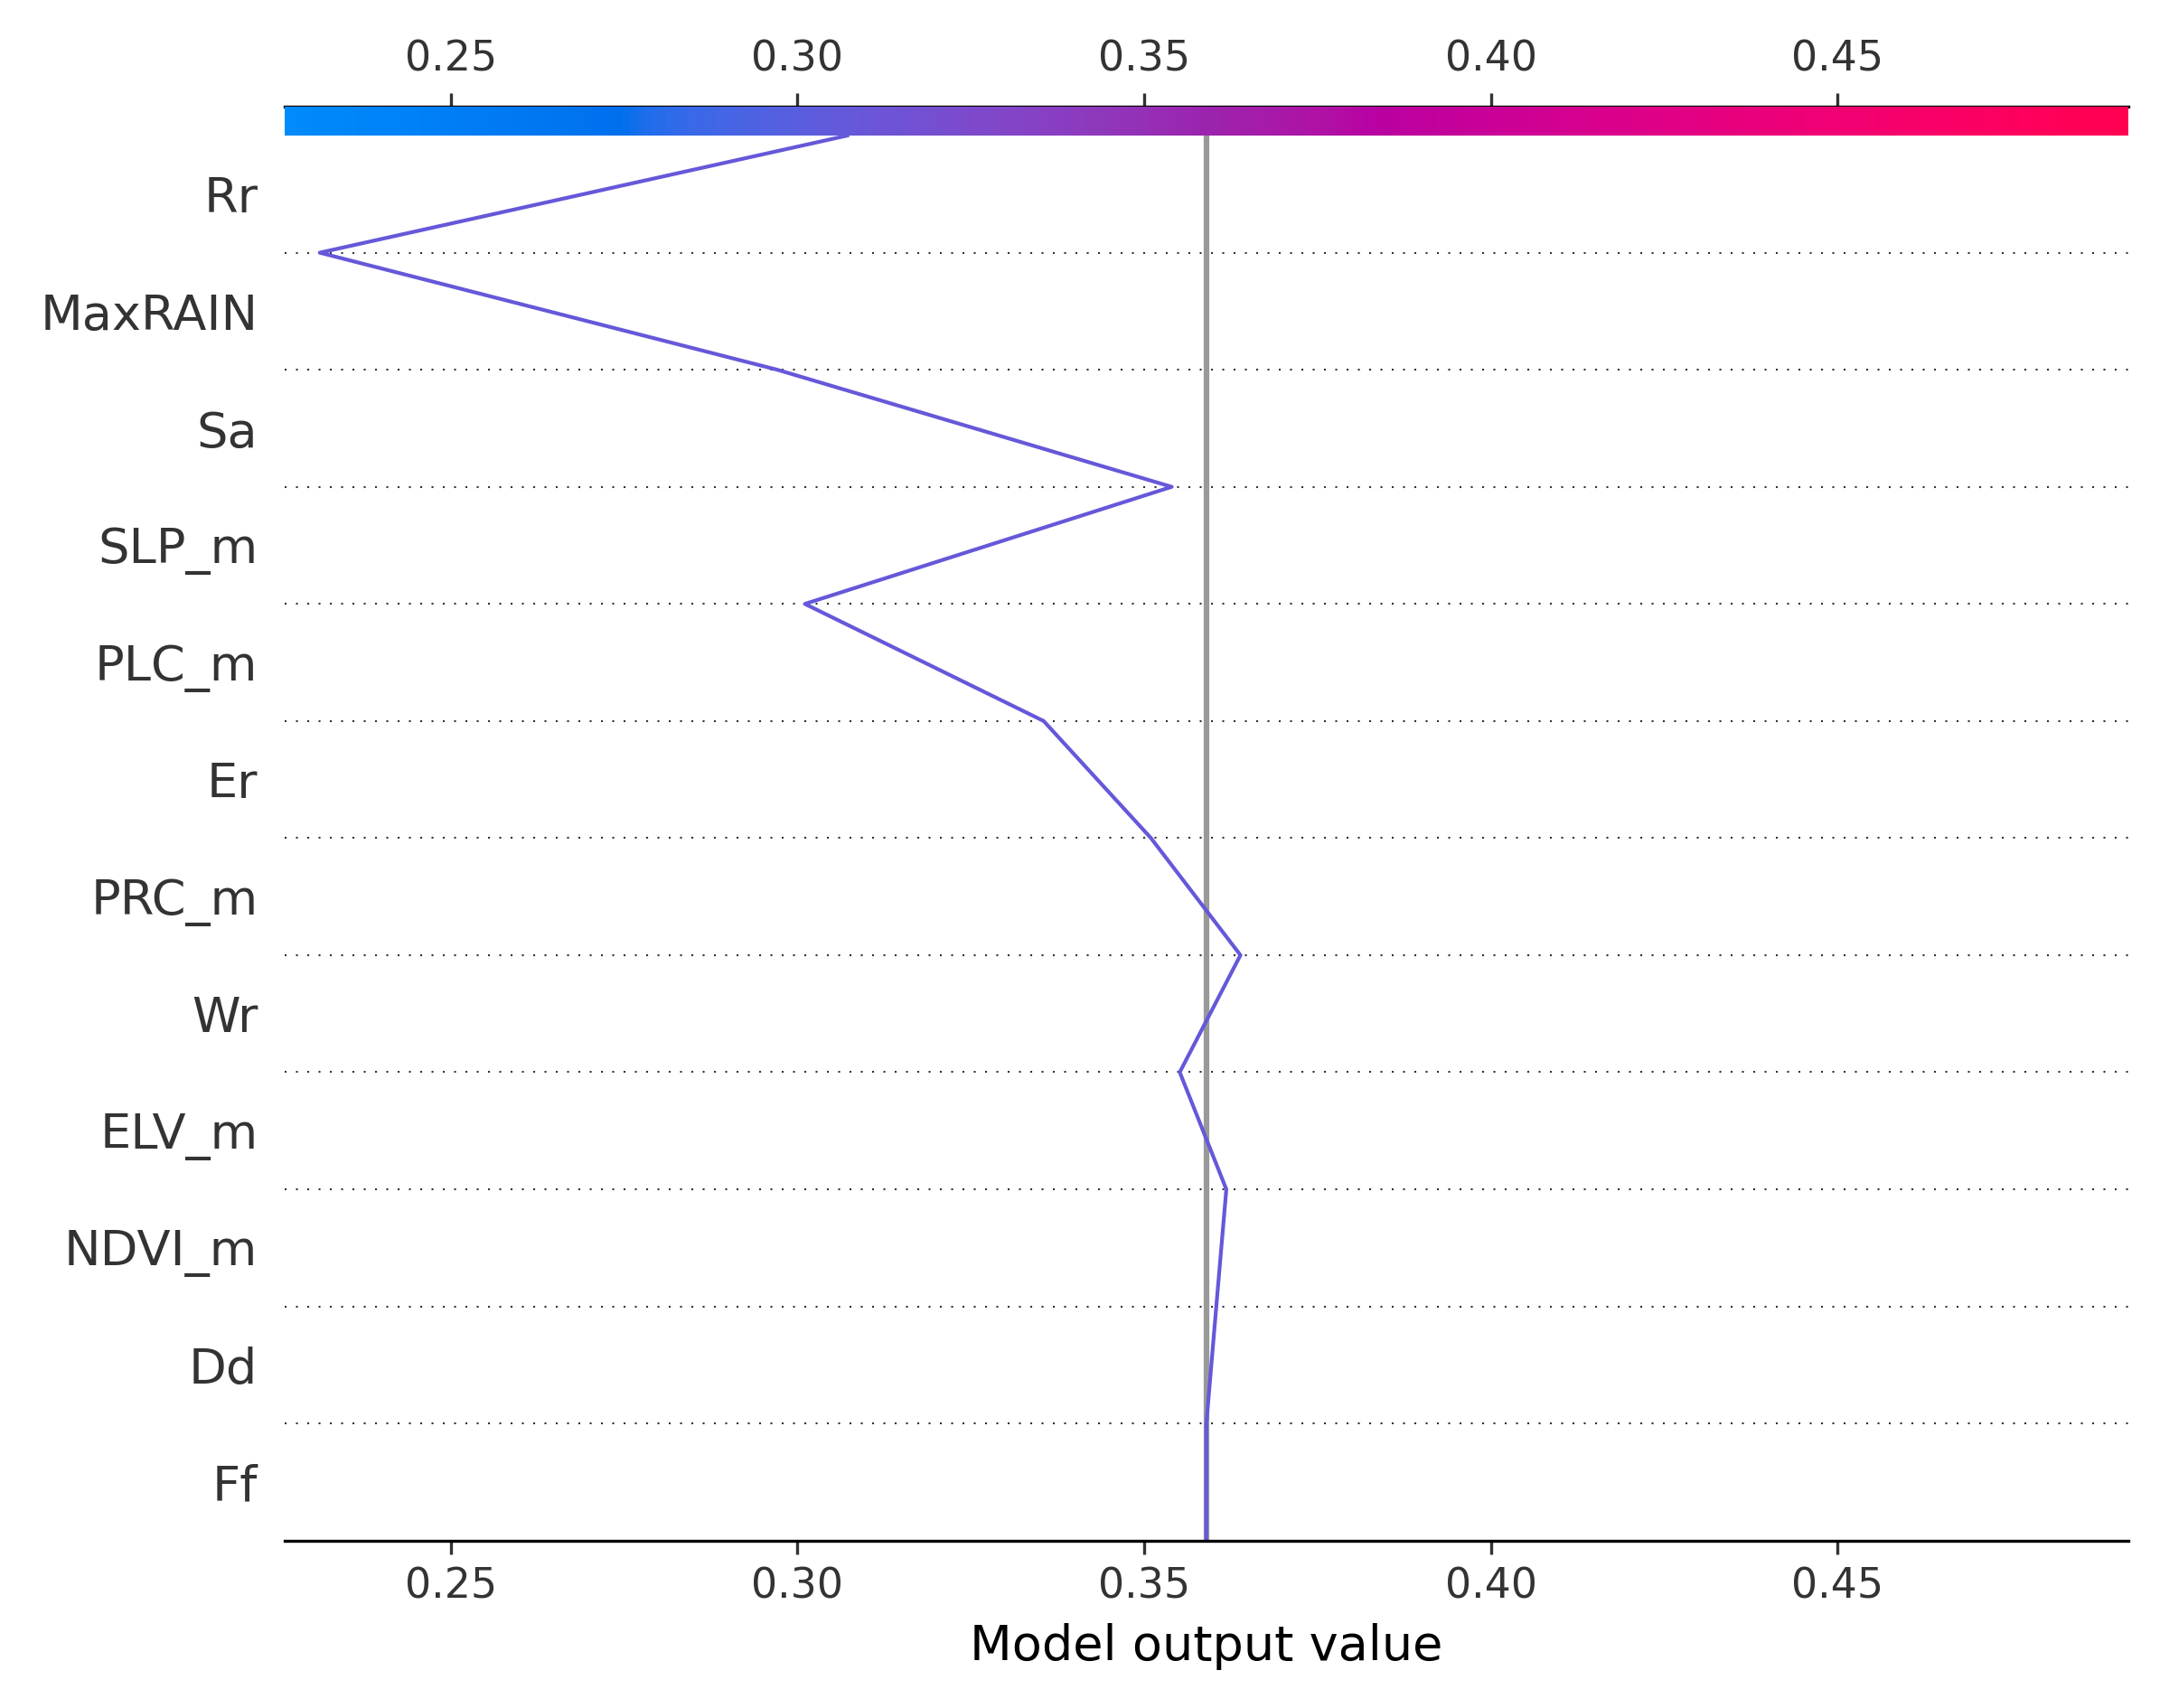 0.25 0.30 0.35 0.40 0.45
Rr
MaxRAIN
Sa
SLP_m
PLC_m
Er
PRC_m
Wr
ELV_m
NDVI_m
Dd
Ff
0.25 0.30 0.35 0.40 0.45
Model output value